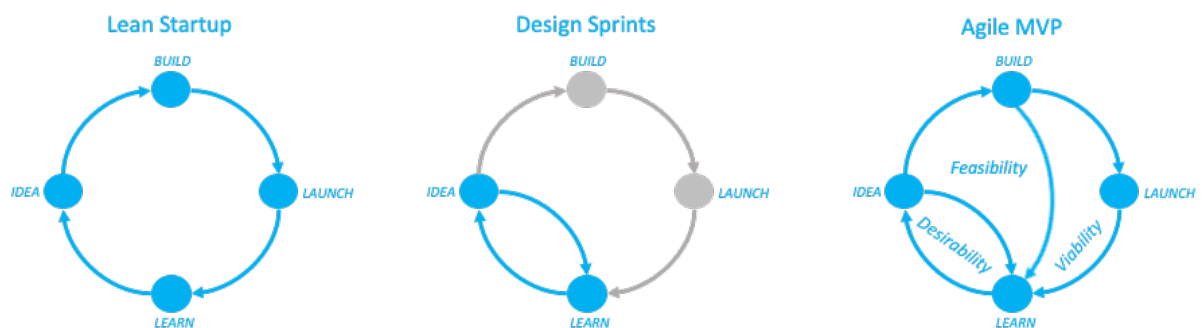 Lean Startup
BUILD
IDEA
LAUNCH
LEARN
Design Sprints
BUILD
IDEA
LAUNCH
LEARN
Agile MVP
BUILD
Feasibility
IDEA
LAUNCH
Desirability
Viability
LEARN